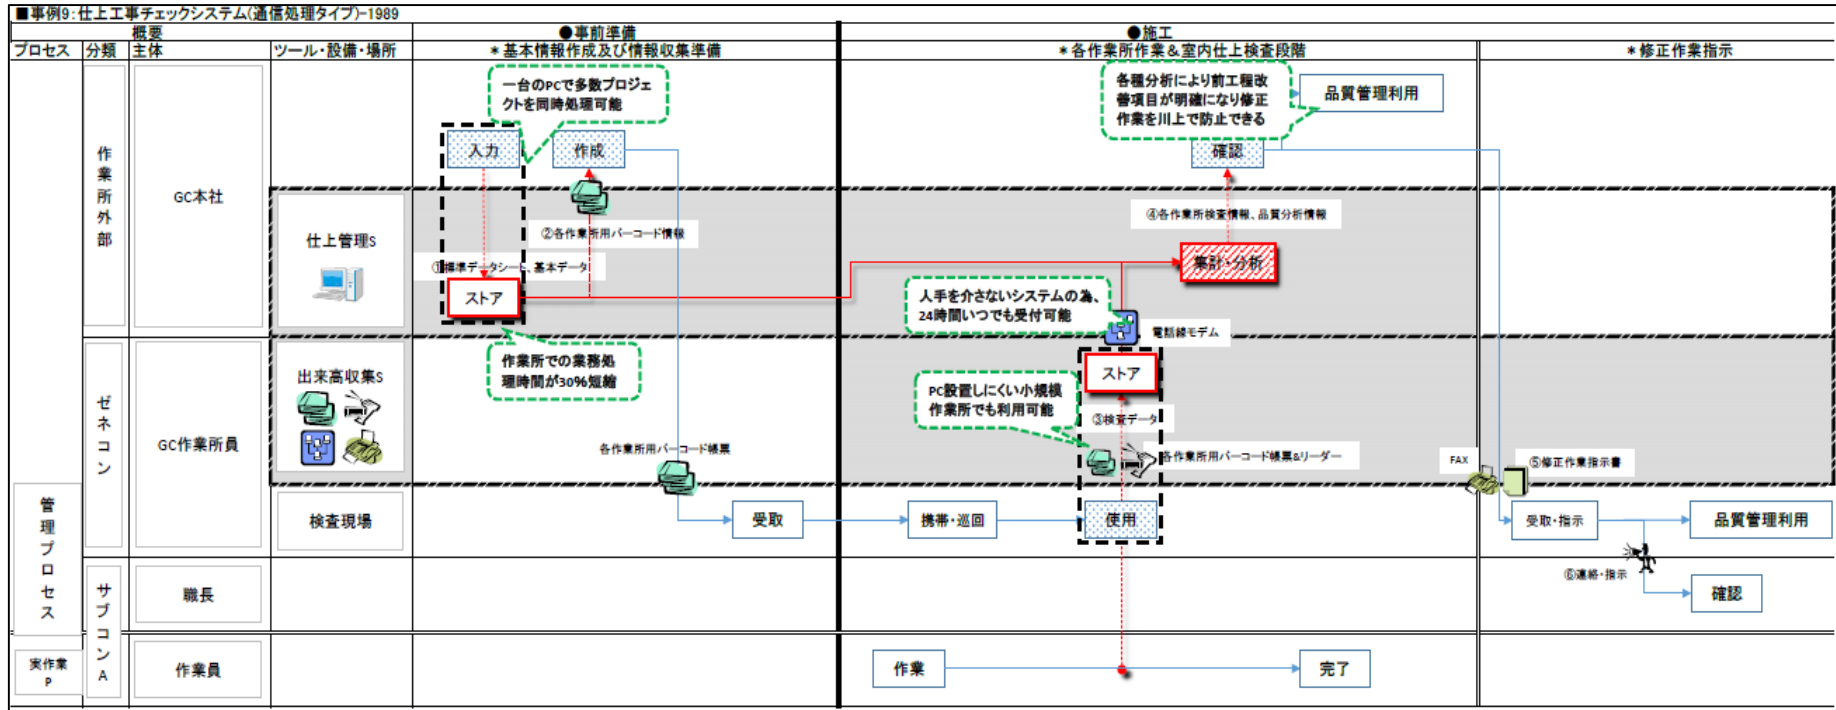 ■事例9:仕上工事チェックシステム(通信処理タイプ)-1989
概要
●事前準備
●施工
プロセス
分類
主体
ツール・設備・場所
＊基本情報作成及び情報収集準備
＊各作業所作業＆室内仕上検査段階
＊修正作業指示
一台のPCで多数プロジェ
クトを同時処理可能
各種分析により前工程改
善項目が明確になり修正
作業を川上で防止できる
品質管理利用
入力
作成
確認
作業所外部
GC本社
仕上管理S
②各作業所用バーコード情報
④各作業所検査情報、品質分析情報
①標準データシート、基本データ
集計・分析
ストア
人手を介さないシステムの為、
24時間いつでも受付可能
電話線モデム
作業所での業務処
理時間が30%短縮
ストア
出来高収集S
PC設置しにくい小規模
作業所でも利用可能
③検査データ
ゼネコン
GC作業所員
各作業所用バーコード帳票
各作業所用バーコード帳票&リーダー
FAX
⑤修正作業指示書
管理プロセス
検査現場
受取
携帯・巡回
使用
受取・指示
品質管理利用
⑥連絡・指示
サブコンA
職長
確認
実作業
P
作業員
作業
完了